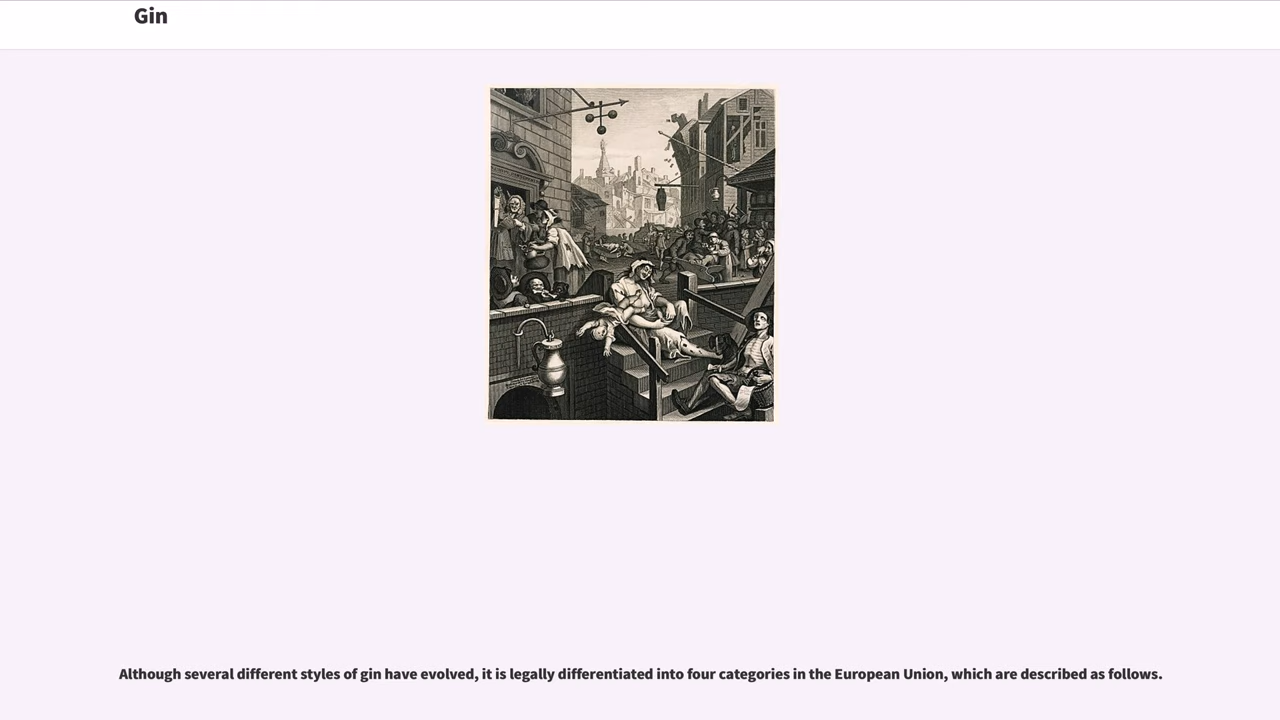 Gin
Although several different styles of gin have evolved, it is legally differentiated into four categories in the European Union, which are described as follows.